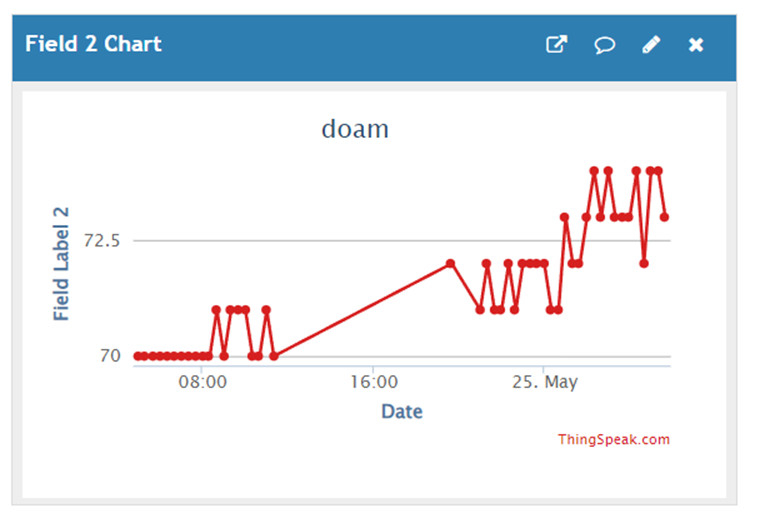 Field 2 Chart
doam
Field Label 2
72.5
70
08:00
16:00
25. May
Date
ThingSpeak.com